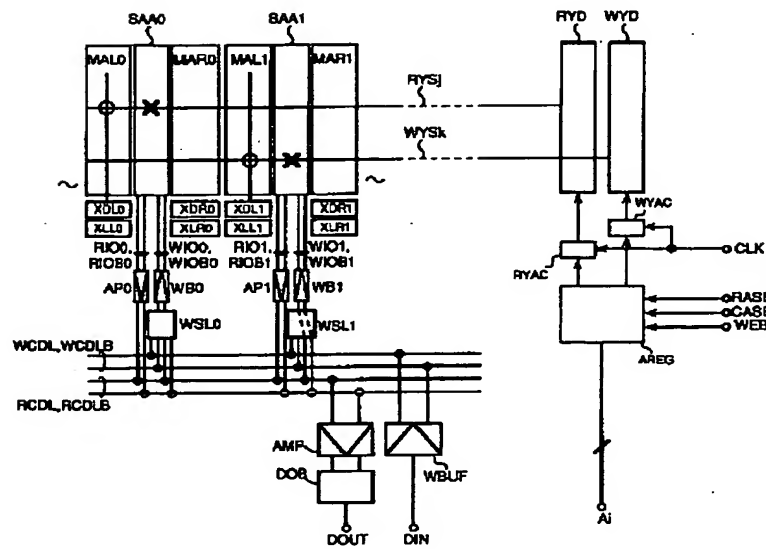 SAA0 SAA1 RYD WYD
MAL0 MAR0 MAL1 MAR1
RYSj
WYSk
XDL0 XDR0 XDL1 XDR1
XLL0 XLR0 XLL1 XLR1
WYAC
RIO0, WIO0, RIO1, WIO1,
RIOB0 WIOB0 RIOB1 WIOB1
CLK
RYAC
AP0 WB0 AP1 WB1
RASB
CASB
WEB
WSL0 WSL1
AREG
WCDL,WCDLB
RCDL,RCDLB
AMP
WBUF
DOB
Ai
DOUT DIN